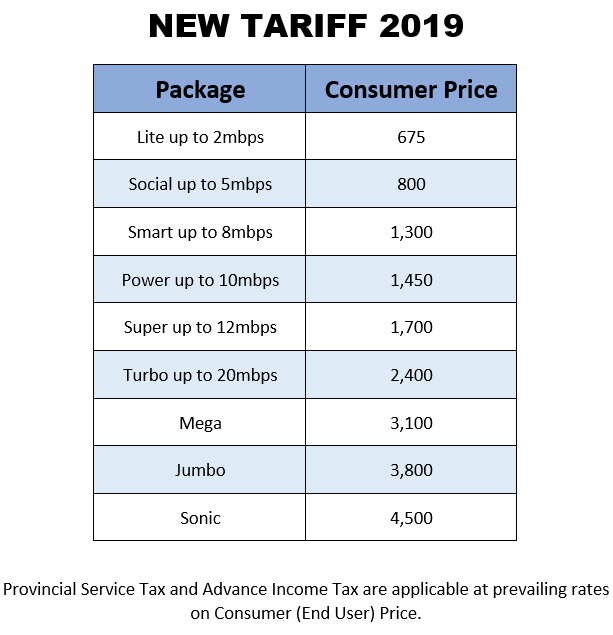 NEW TARIFF 2019
Package Consumer Price
Lite up to 2mbps 675
Social up to 5mbps 800
Smart up to 8mbps 1,300
Power up to 10mbps 1,450
Super up to 12mbps 1,700
Turbo up to 20mbps 2,400
Mega 3,100
Jumbo 3,800
Sonic 4,500
Provincial Service Tax and Advance Income Tax are applicable at prevailing rates
on Consumer (End User) Price.